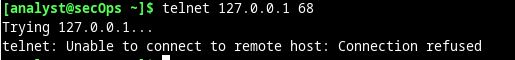 [analyst@secOps ~]$ telnet 127.0.0.1 68
Trying 127.0.0.1...
telnet: Unable to connect to remote host: Connection refused